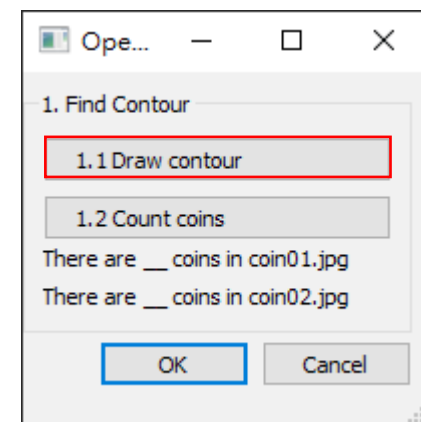 Ope...
1. Find Contour
1.1 Draw contour
1.2 Count coins
There are __ coins in coin01.jpg
There are __ coins in coin02.jpg
OK Cancel